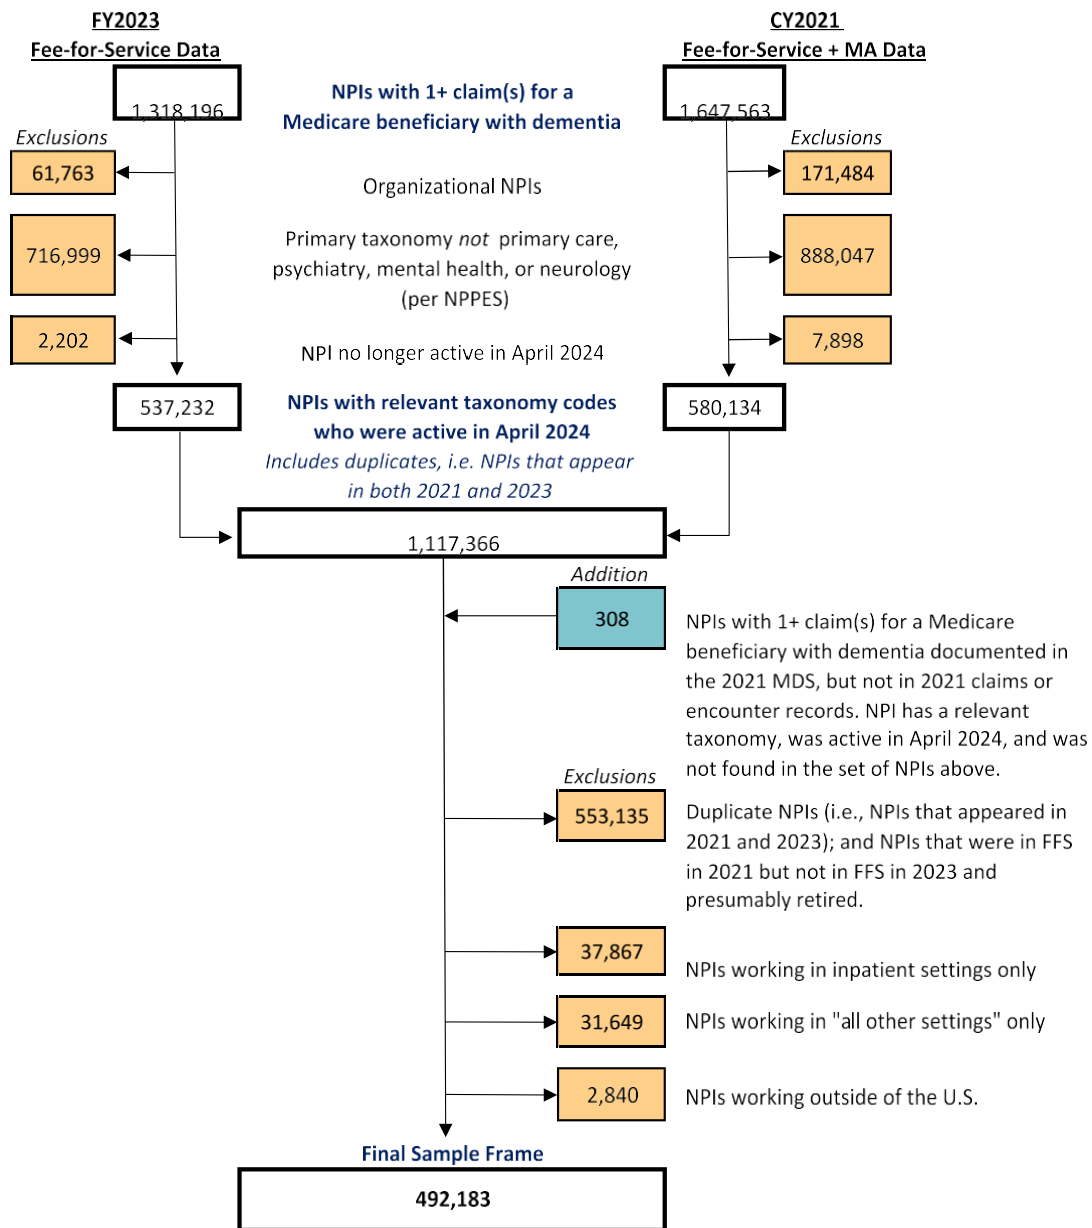 FY2023
Fee-for-Service Data
CY2021
Fee-for-Service + MA Data
1,318,196
NPIs with 1+ claim(s) for a
Medicare beneficiary with dementia
1,647,563
Exclusions
Exclusions
61,763
Organizational NPIs
171,484
716,999
Primary taxonomy not primary care,
psychiatry, mental health, or neurology
(per NPPES)
888,047
2,202
NPI no longer active in April 2024
7,898
537,232
NPIs with relevant taxonomy codes
who were active in April 2024
Includes duplicates, i.e. NPIs that appear
in both 2021 and 2023
580,134
1,117,366
Addition
308
NPIs with 1+ claim(s) for a Medicare
beneficiary with dementia documented in
the 2021 MDS, but not in 2021 claims or
encounter records. NPI has a relevant
taxonomy, was active in April 2024, and was
not found in the set of NPIs above.
Exclusions
553,135
Duplicate NPIs (i.e., NPIs that appeared in
2021 and 2023); and NPIs that were in FFS
in 2021 but not in FFS in 2023 and
presumably retired.
37,867
NPIs working in inpatient settings only
31,649
NPIs working in "all other settings" only
2,840
NPIs working outside of the U.S.
Final Sample Frame
492,183